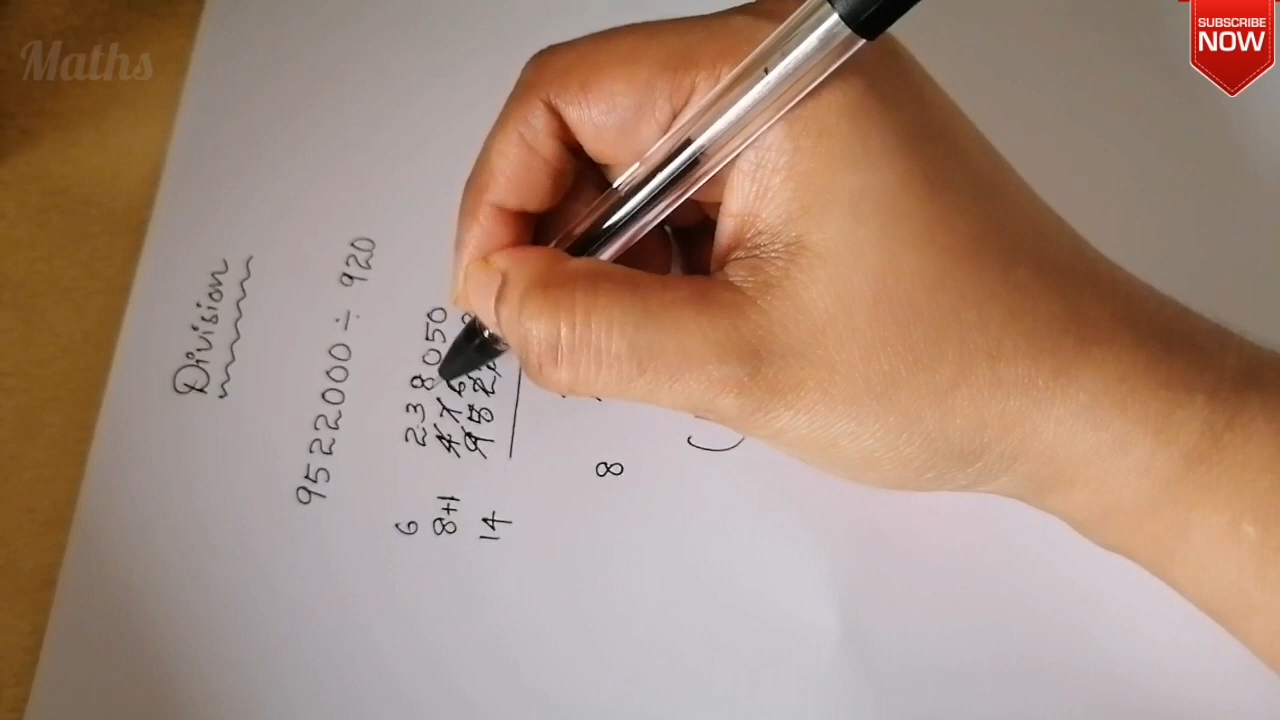 Maths
SUBSCRIBE
NOW
Division
9522000 ÷ 920
6 238050
8+1
14
8